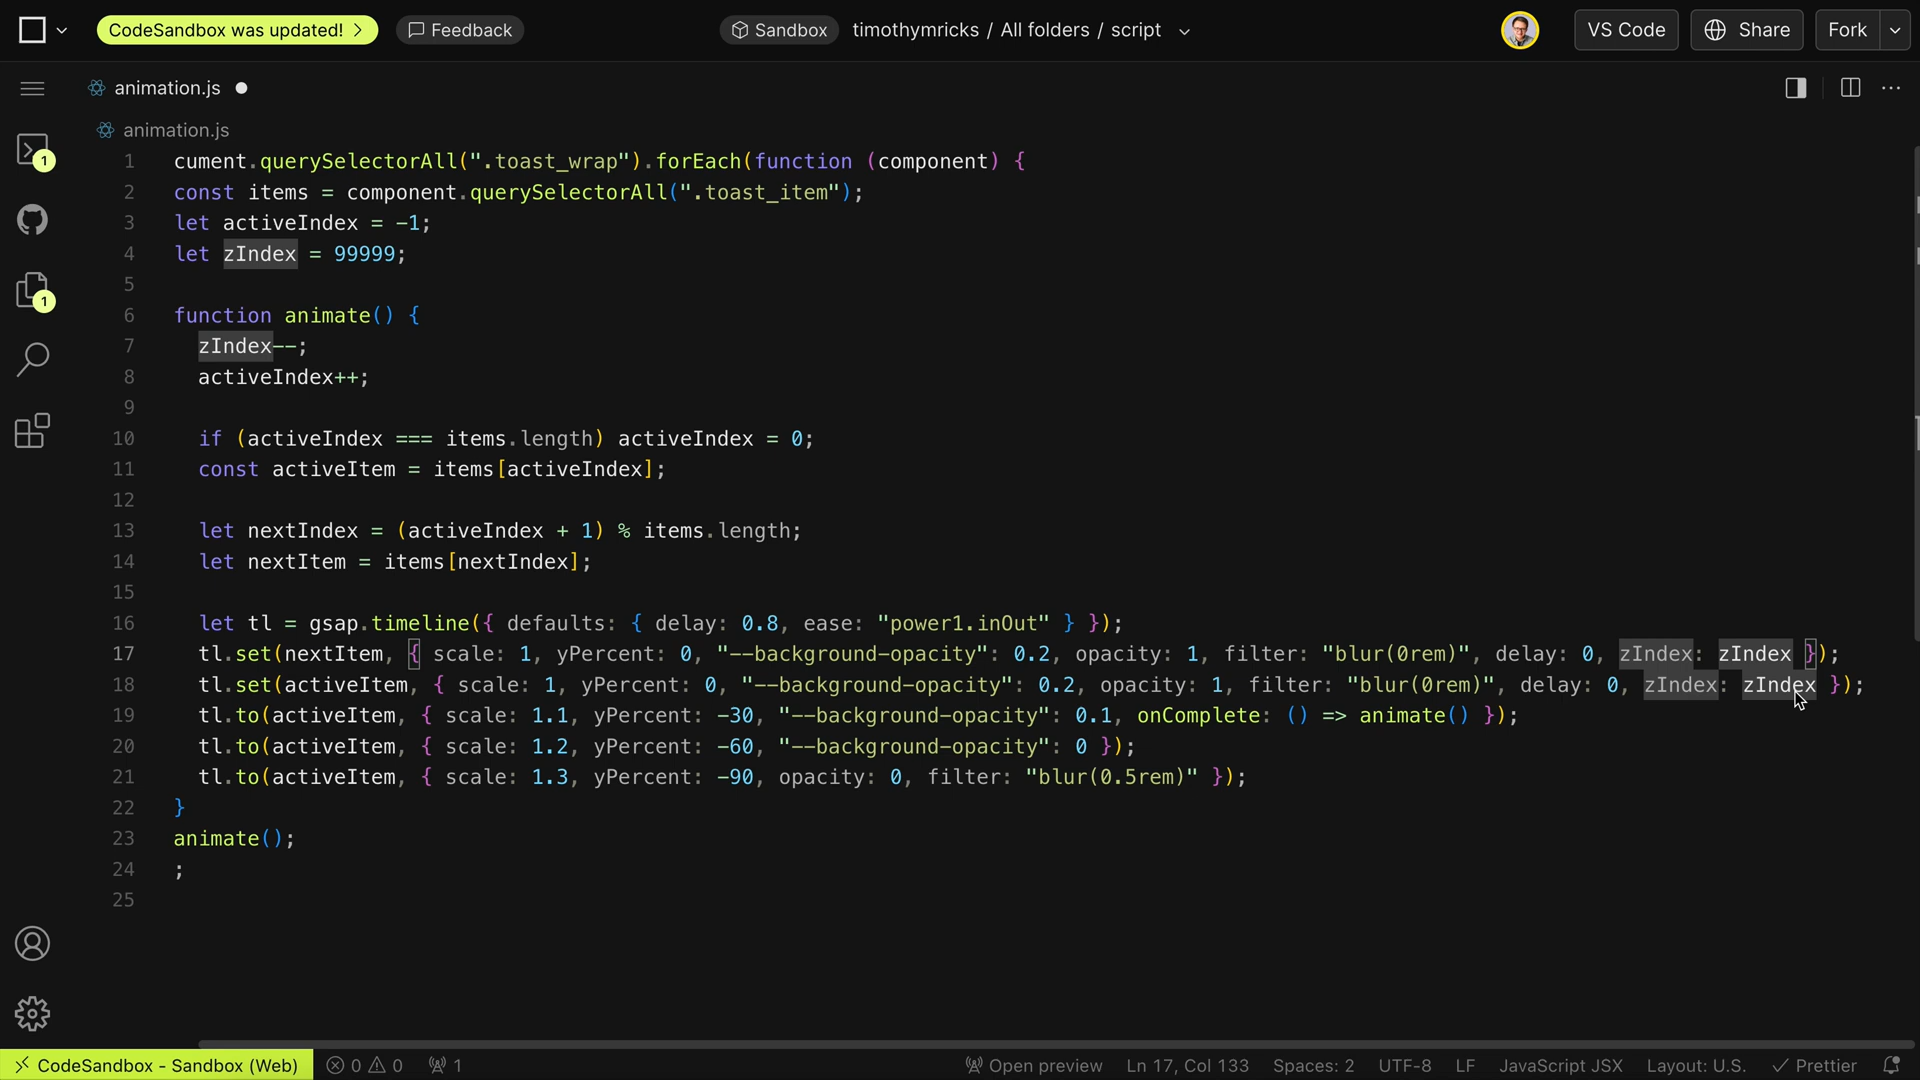 CodeSandbox was updated! Feedback Sandbox timothymricks / All folders / script VS Code Share Fork
animation.js
animation.js
1 cument.querySelectorAll(".toast_wrap").forEach(function (component) {
2 const items = component.querySelectorAll(".toast_item");
3 let activeIndex = -1;
4 let zIndex = 99999;
5
6 function animate() {
7 zIndex--;
8 activeIndex++;
9
10 if (activeIndex === items.length) activeIndex = 0;
11 const activeItem = items[activeIndex];
12
13 let nextIndex = (activeIndex + 1) % items.length;
14 let nextItem = items[nextIndex];
15
16 let tl = gsap.timeline({ defaults: { delay: 0.8, ease: "power1.inOut" } });
17 tl.set(nextItem, { scale: 1, yPercent: 0, "--background-opacity": 0.2, opacity: 1, filter: "blur(0rem)", delay: 0, zIndex: zIndex });
18 tl.set(activeItem, { scale: 1, yPercent: 0, "--background-opacity": 0.2, opacity: 1, filter: "blur(0rem)", delay: 0, zIndex: zIndex });
19 tl.to(activeItem, { scale: 1.1, yPercent: -30, "--background-opacity": 0.1, onComplete: () => animate() });
20 tl.to(activeItem, { scale: 1.2, yPercent: -60, "--background-opacity": 0 });
21 tl.to(activeItem, { scale: 1.3, yPercent: -90, opacity: 0, filter: "blur(0.5rem)" });
22 }
23 animate();
24 ;
25
1
1
CodeSandbox - Sandbox (Web) 0 0 1 Open preview Ln 17, Col 133 Spaces: 2 UTF-8 LF JavaScript JSX Layout: U.S. Prettier